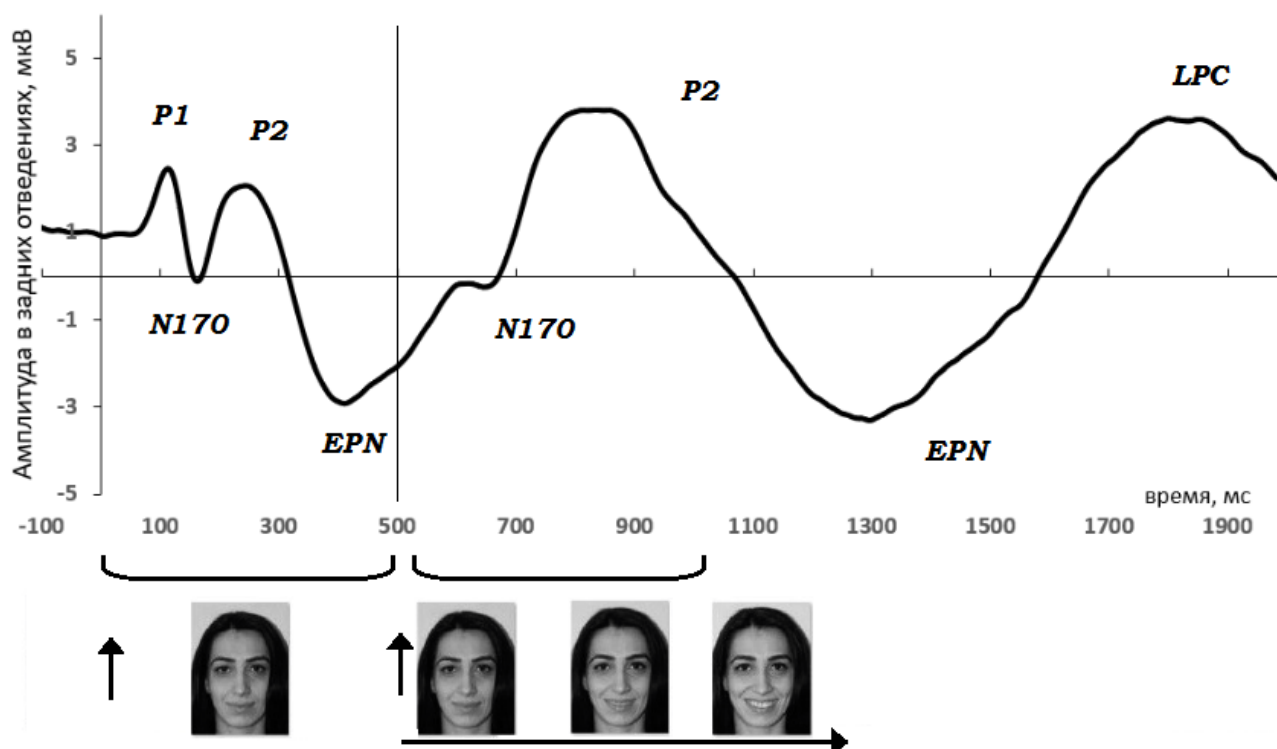 Амплитуда в задних отведениях, мкВ
5
3
1
-1
-3
-5
P1
P2
N170
EPN
N170
P2
EPN
LPC
время, мс
-100 100 300 500 700 900 1100 1300 1500 1700 1900